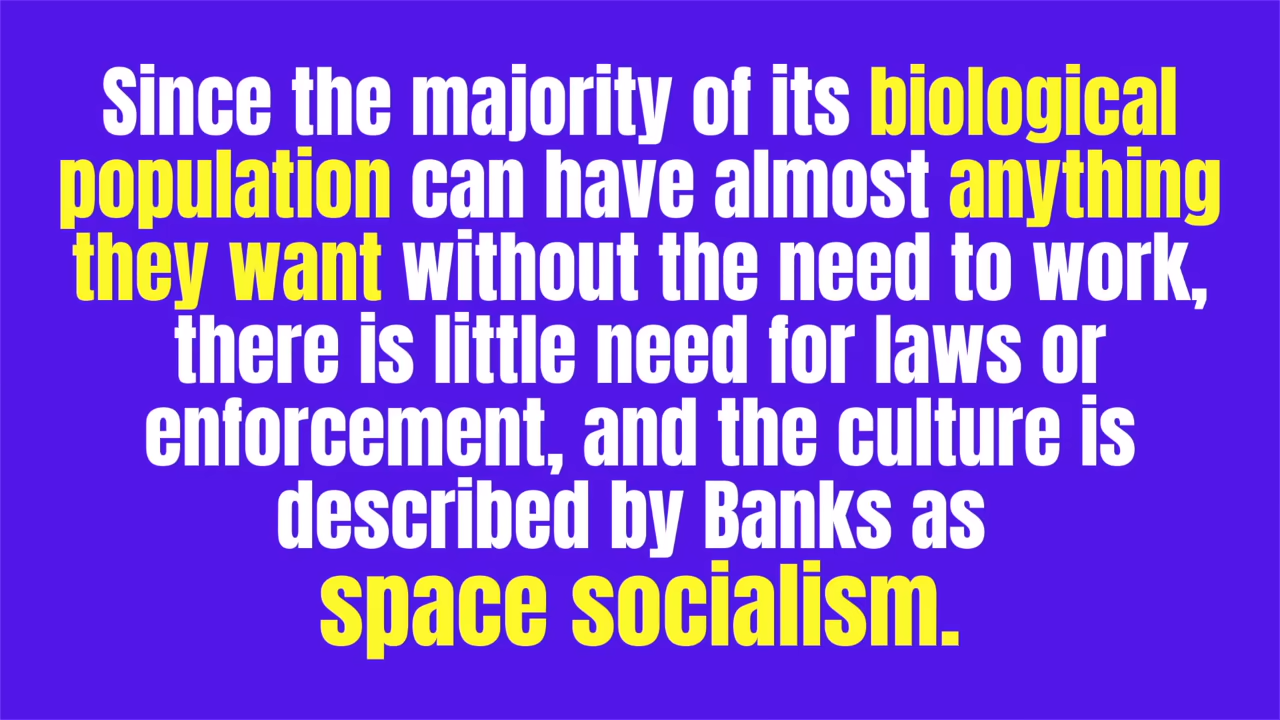 Since the majority of its biological
population can have almost anything
they want without the need to work,
there is little need for laws or
enforcement, and the culture is
described by Banks as
space socialism.